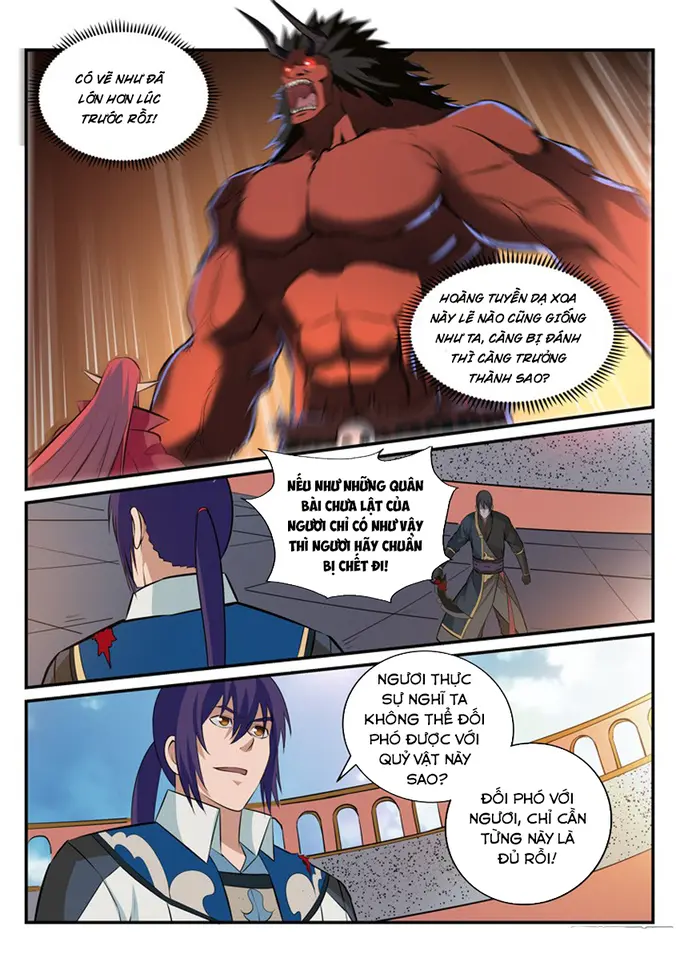 CÓ VẺ NHƯ ĐÃ
LỚN HƠN LÚC
TRƯỚC RỒI!
HOÀNG TUYỀN DẠ XOA
NÀY LẼ NÀO CŨNG GIỐNG
NHƯ TA, CÀNG BỊ ĐÁNH
THÌ CÀNG TRƯỞNG
THÀNH SAO?
NẾU NHƯ NHỮNG QUÂN
BÀI CHƯA LẬT CỦA
NGƯƠI CHỈ CÓ NHƯ VẬY
THÌ NGƯƠI HÃY CHUẨN
BỊ CHẾT ĐI!
NGƯƠI THỰC
SỰ NGHĨ TA
KHÔNG THỂ ĐỐI
PHÓ ĐƯỢC VỚI
QUỶ VẬT NÀY
SAO?
ĐỐI PHÓ VỚI
NGƯƠI, CHỈ CẦN
TỪNG NÀY LÀ
ĐỦ RỒI!